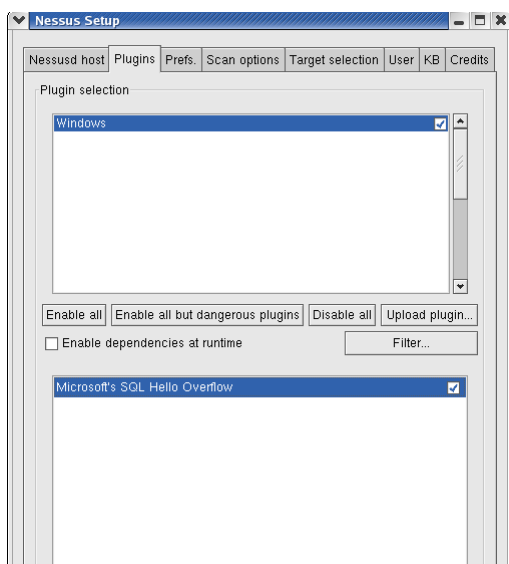 Nessus Setup
Nessusd host Plugins Prefs. Scan options Target selection User KB Credits
Plugin selection
Windows
Enable all Enable all but dangerous plugins Disable all Upload plugin...
Enable dependencies at runtime Filter...
Microsoft's SQL Hello Overflow